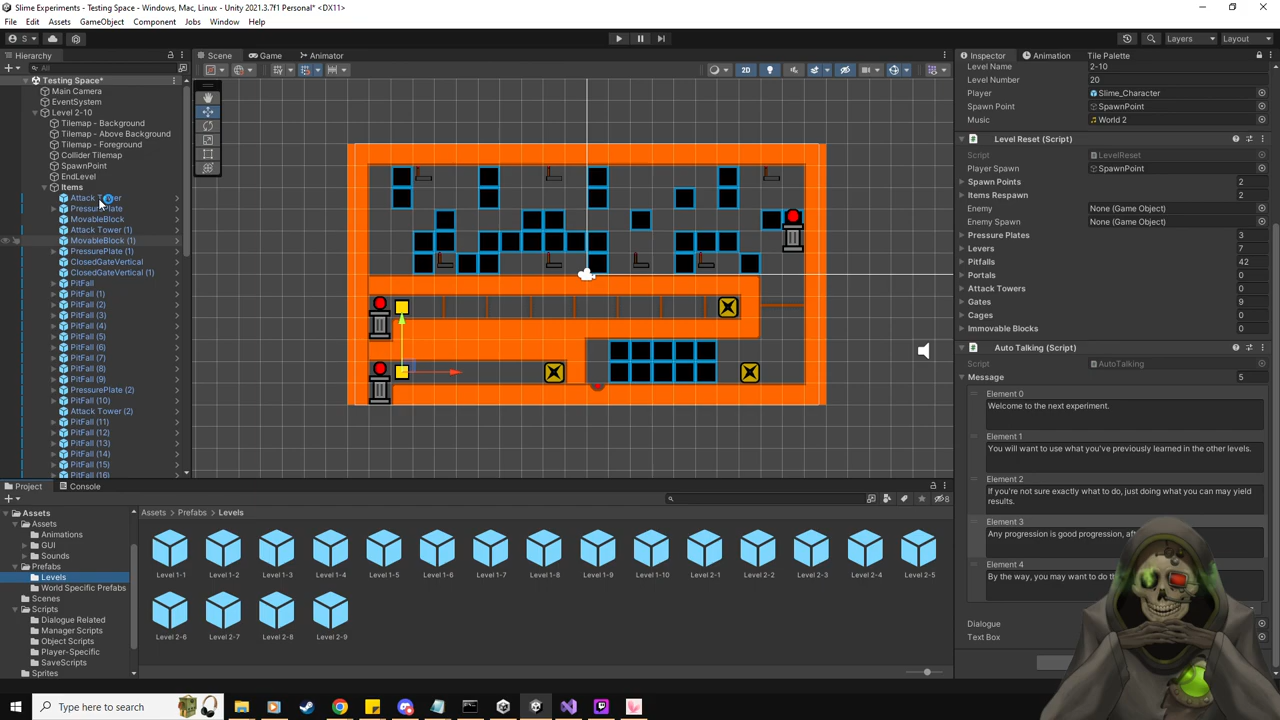 Slime Experiments - Testing Space - Windows, Mac, Linux - Unity 2021.3.7f1 Personal* <DX11>
File Edit Assets GameObject Component Jobs Window Help
S Layers Layout
Hierarchy Scene Game Animator Inspector Animation Tile Palette
All
Testing Space*
Main Camera
EventSystem
Level 2-10
Tilemap - Background
Tilemap - Above Background
Tilemap - Foreground
Collider Tilemap
SpawnPoint
EndLevel
Items
Attack Tower
PressurePlate
MovableBlock
Attack Tower (1)
MovableBlock (1)
PressurePlate (1)
ClosedGateVertical
ClosedGateVertical (1)
PitFall
PitFall (1)
PitFall (2)
PitFall (3)
PitFall (4)
PitFall (5)
PitFall (6)
PitFall (7)
PitFall (8)
PitFall (9)
PressurePlate (2)
PitFall (10)
Attack Tower (2)
PitFall (11)
PitFall (12)
PitFall (13)
PitFall (14)
PitFall (15)
PitFall (16)
2D
Level Name 2-10
Level Number 20
Player Slime_Character
Spawn Point SpawnPoint
Music World 2
Level Reset (Script)
Script LevelReset
Player Spawn SpawnPoint
Spawn Points 2
Items Respawn 3
Enemy None (Game Object)
Enemy Spawn None (Game Object)
Pressure Plates 3
Levers 7
Pitfalls 42
Portals 0
Attack Towers 0
Gates 9
Cages 0
Immovable Blocks 0
Auto Talking (Script)
Script AutoTalking
Message 5
Element 0
Welcome to the next experiment.
Element 1
You will want to use what you've previously learned in the other levels.
Element 2
If you're not sure exactly what to do, just doing what you can may yield
results.
Element 3
Any progression is good progression,
Element 4
By the way, you may want to do
Dialogue
Text Box
Project Console
8
Assets
Assets
Animations
GUI
Sounds
Prefabs
Levels
World Specific Prefabs
Scenes
Scripts
Dialogue Related
Manager Scripts
Object Scripts
Player-Specific
SaveScripts
Sprites
Assets > Prefabs > Levels
Level 1-1 Level 1-2 Level 1-3 Level 1-4 Level 1-5 Level 1-6 Level 1-7 Level 1-8 Level 1-9 Level 1-10 Level 2-1 Level 2-2 Level 2-3 Level 2-4 Level 2-5
Level 2-6 Level 2-7 Level 2-8 Level 2-9
Type here to search